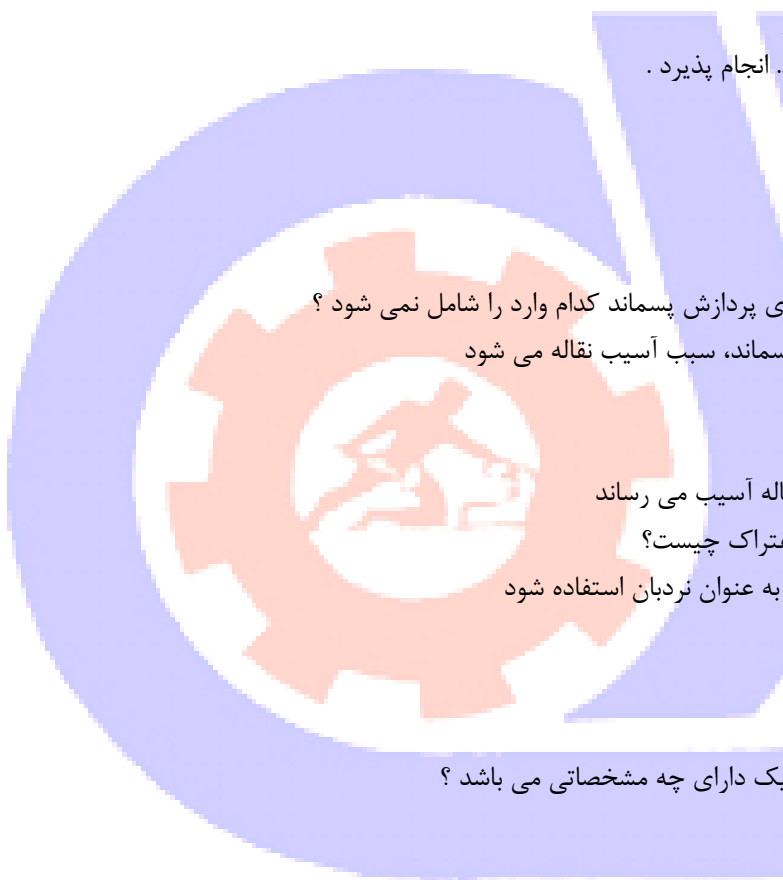 . انجام پذیرد .
ی پردازش پسماند کدام وارد را شامل نمی شود ؟
سماند، سبب آسیب نقاله می شود
اله آسیب می رساند
فتراک چیست؟
به عنوان نردبان استفاده شود
یک دارای چه مشخصاتی می باشد ؟